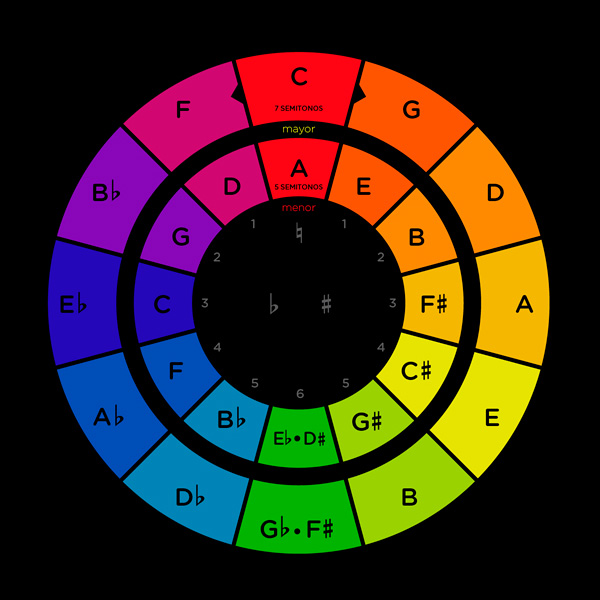 C
7 SEMITONOS
mayor
G
D
A
E
B
G♭•F♯
D♭
A♭
E♭
B♭
F
A
5 SEMITONOS
menor
E
B
F♯
C♯
G♯
E♭•D♯
B♭
F
C
G
D
♮
1
2
3
4
5
6
5
4
3
2
1
♭ ♯